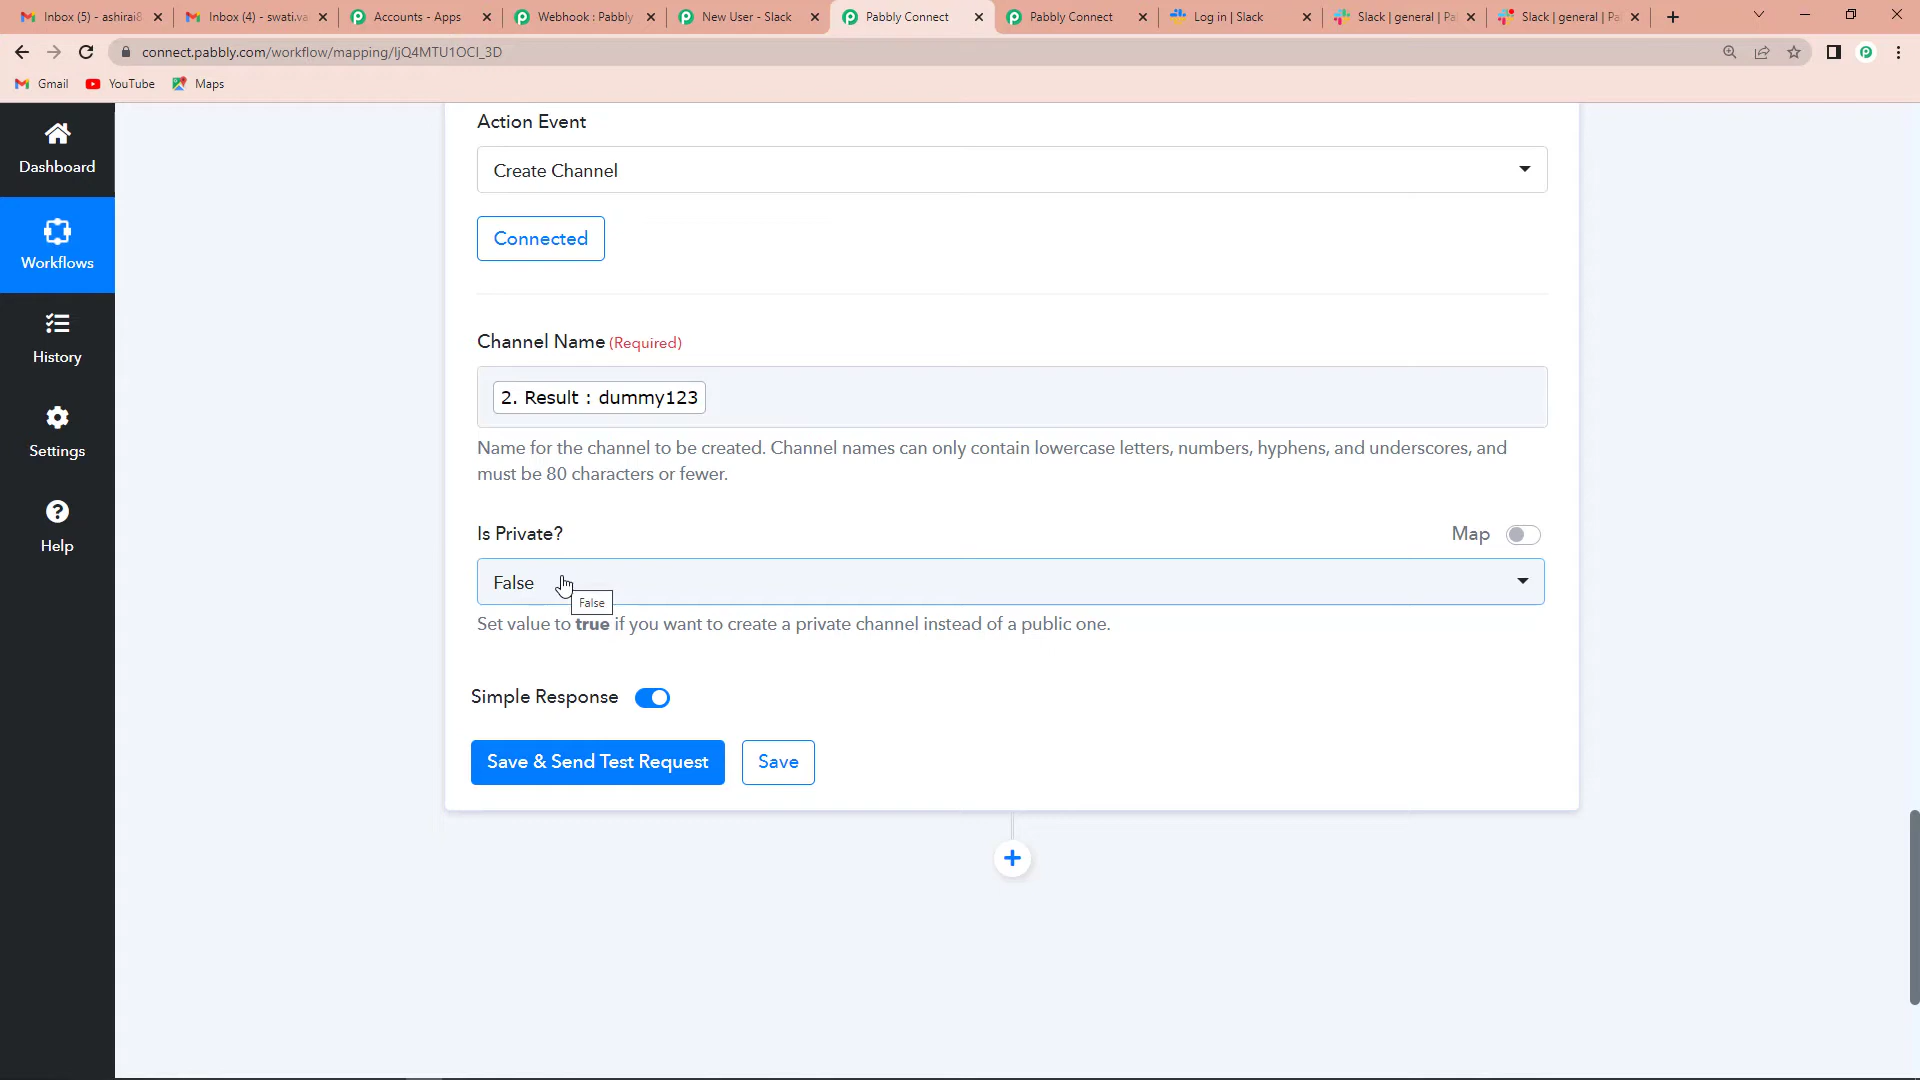 Inbox (5) - ashirai8
Inbox (4) - swati.va
Accounts - Apps
Webhook : Pabbly
New User - Slack
Pabbly Connect
Pabbly Connect
Log in | Slack
Slack | general | Pa
Slack | general | Pa
connect.pabbly.com/workflow/mapping/IjQ4MTU1OCI_3D
Gmail
YouTube
Maps
Dashboard
Workflows
History
Settings
Help
Action Event
Create Channel
Connected
Channel Name (Required)
2. Result : dummy123
Name for the channel to be created. Channel names can only contain lowercase letters, numbers, hyphens, and underscores, and
must be 80 characters or fewer.
Is Private?
Map
False
False
Set value to true if you want to create a private channel instead of a public one.
Simple Response
Save & Send Test Request
Save